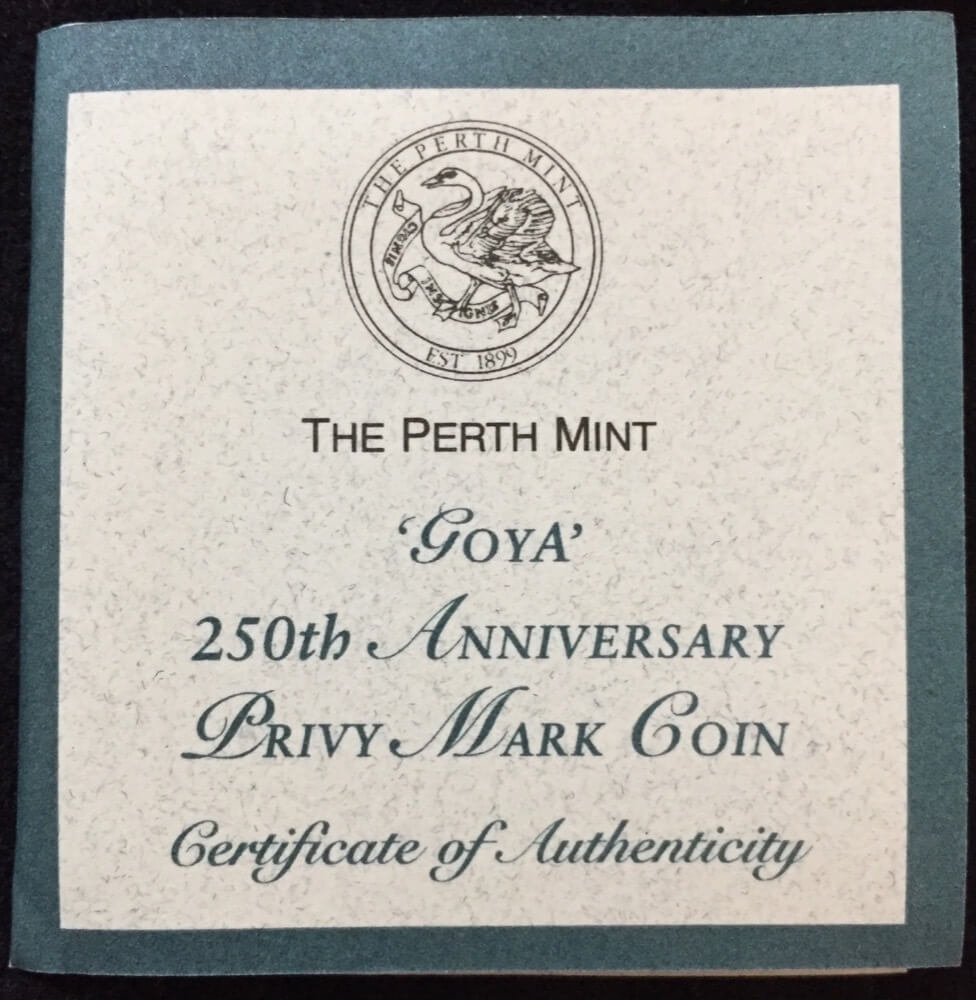 THE PERTH MINT
EST 1899
THE PERTH MINT
‘GOYA’
250th ANNIVERSARY
PRIVY MARK COIN
Certificate of Authenticity